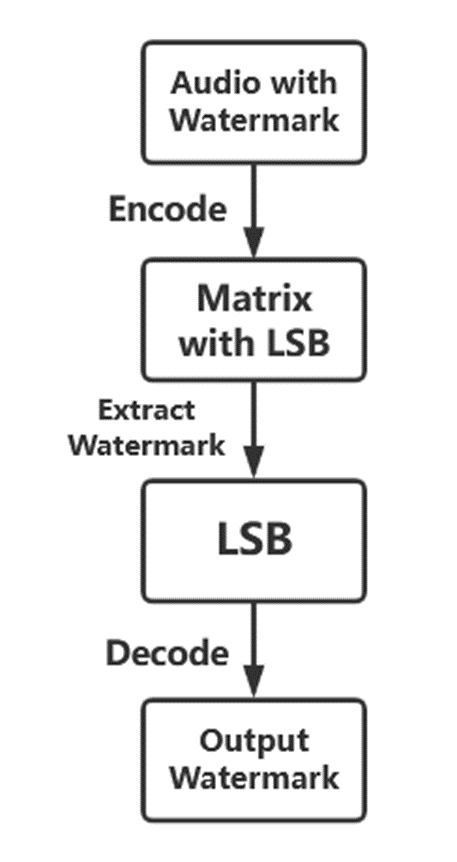 Audio with
Watermark
Encode
Matrix
with LSB
Extract
Watermark
LSB
Decode
Output
Watermark